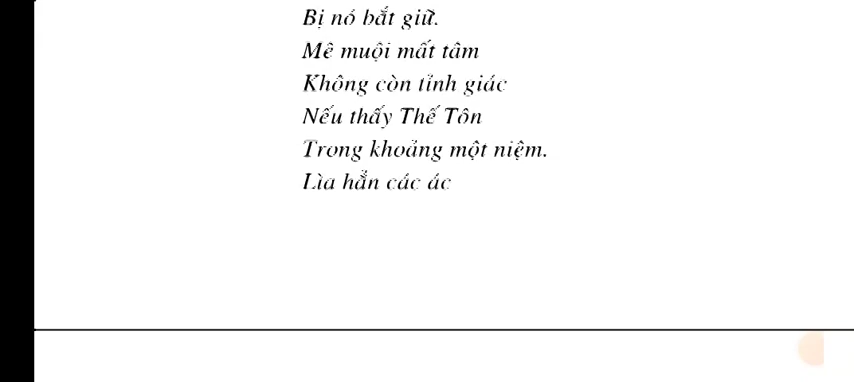 Bị nó bắt giữ.
Mê muội mất tâm
Không còn tỉnh giác
Nếu thấy Thế Tôn
Trong khoảng một niệm.
Lìa hẳn các ác